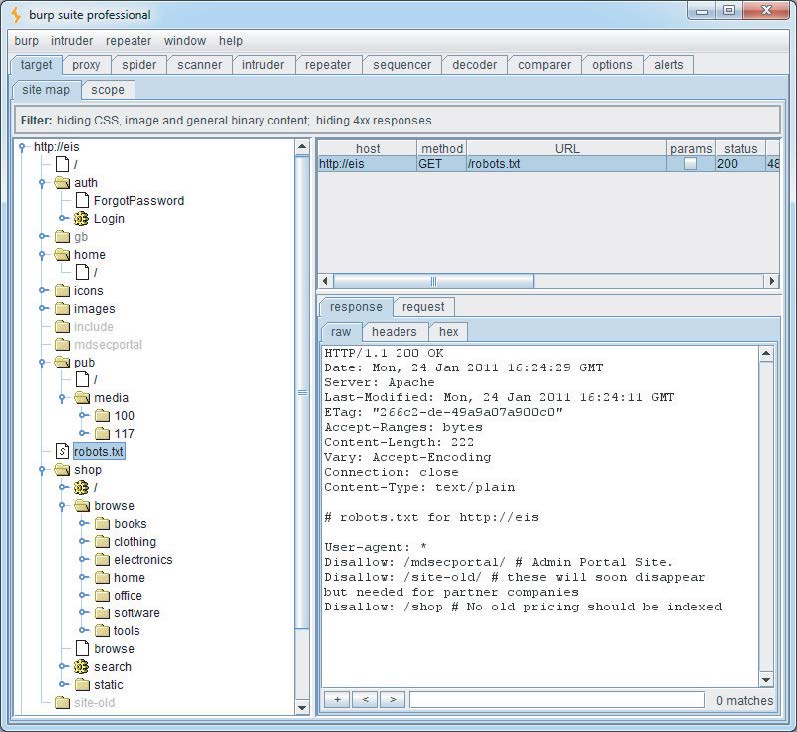 burp suite professional
burp intruder repeater window help
target proxy spider scanner intruder repeater sequencer decoder comparer options alerts
site map scope
Filter: hiding CSS, image and general binary content; hiding 4xx responses
http://eis
/
auth
ForgotPassword
Login
gb
home
/
icons
images
include
mdsecportal
pub
/
media
100
117
robots.txt
shop
/
browse
books
clothing
electronics
home
office
software
tools
browse
search
static
site-old
host method URL params status
http://eis GET /robots.txt 200 48
response request
raw headers hex
HTTP/1.1 200 OK
Date: Mon, 24 Jan 2011 16:24:29 GMT
Server: Apache
Last-Modified: Mon, 24 Jan 2011 16:24:11 GMT
ETag: "266c2-de-49a9a07a900c0"
Accept-Ranges: bytes
Content-Length: 222
Vary: Accept-Encoding
Connection: close
Content-Type: text/plain
# robots.txt for http://eis
User-agent: *
Disallow: /mdsecportal/ # Admin Portal Site.
Disallow: /site-old/ # these will soon disappear
but needed for partner companies
Disallow: /shop # No old pricing should be indexed
+ < > 0 matches